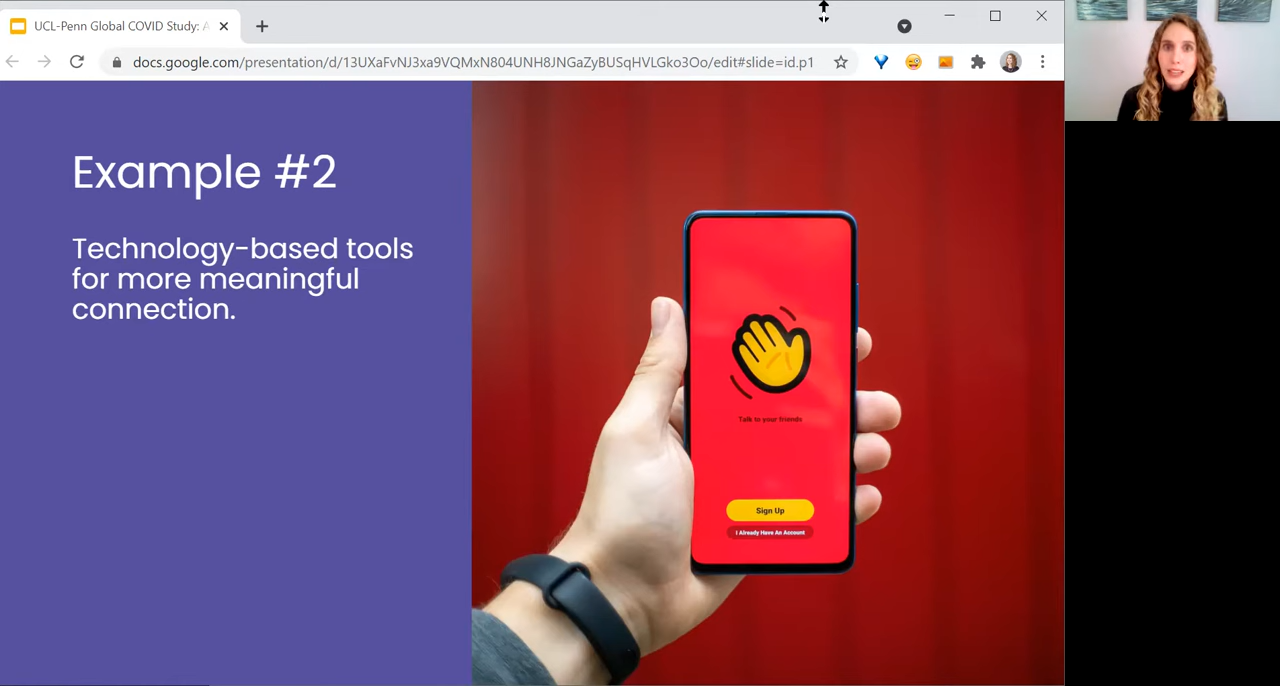 UCL-Penn Global COVID Study: A
docs.google.com/presentation/d/13UXaFvNJ3xa9VQMxN804UNH8JNGaZyBUSqHVLGko3Oo/edit#slide=id.p1
Example #2
Technology-based tools
for more meaningful
connection.
Talk to your friends
Sign Up
I Already Have An Account